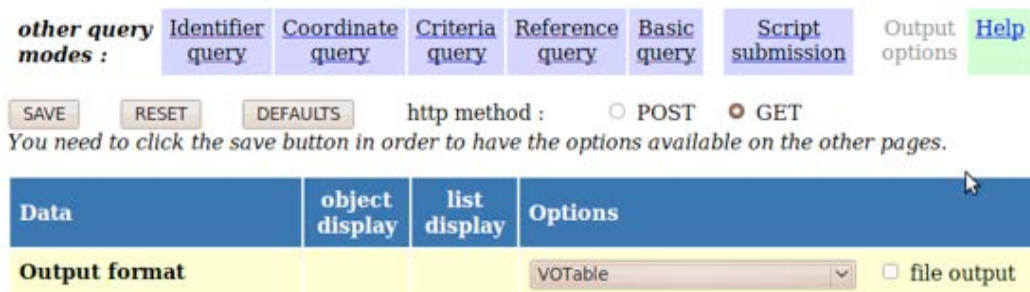 other query Identifier Coordinate Criteria Reference Basic Script Output Help
modes : query query query query query submission options
SAVE RESET DEFAULTS http method : POST GET
You need to click the save button in order to have the options available on the other pages.
Data object display list display Options
Output format VOTable file output